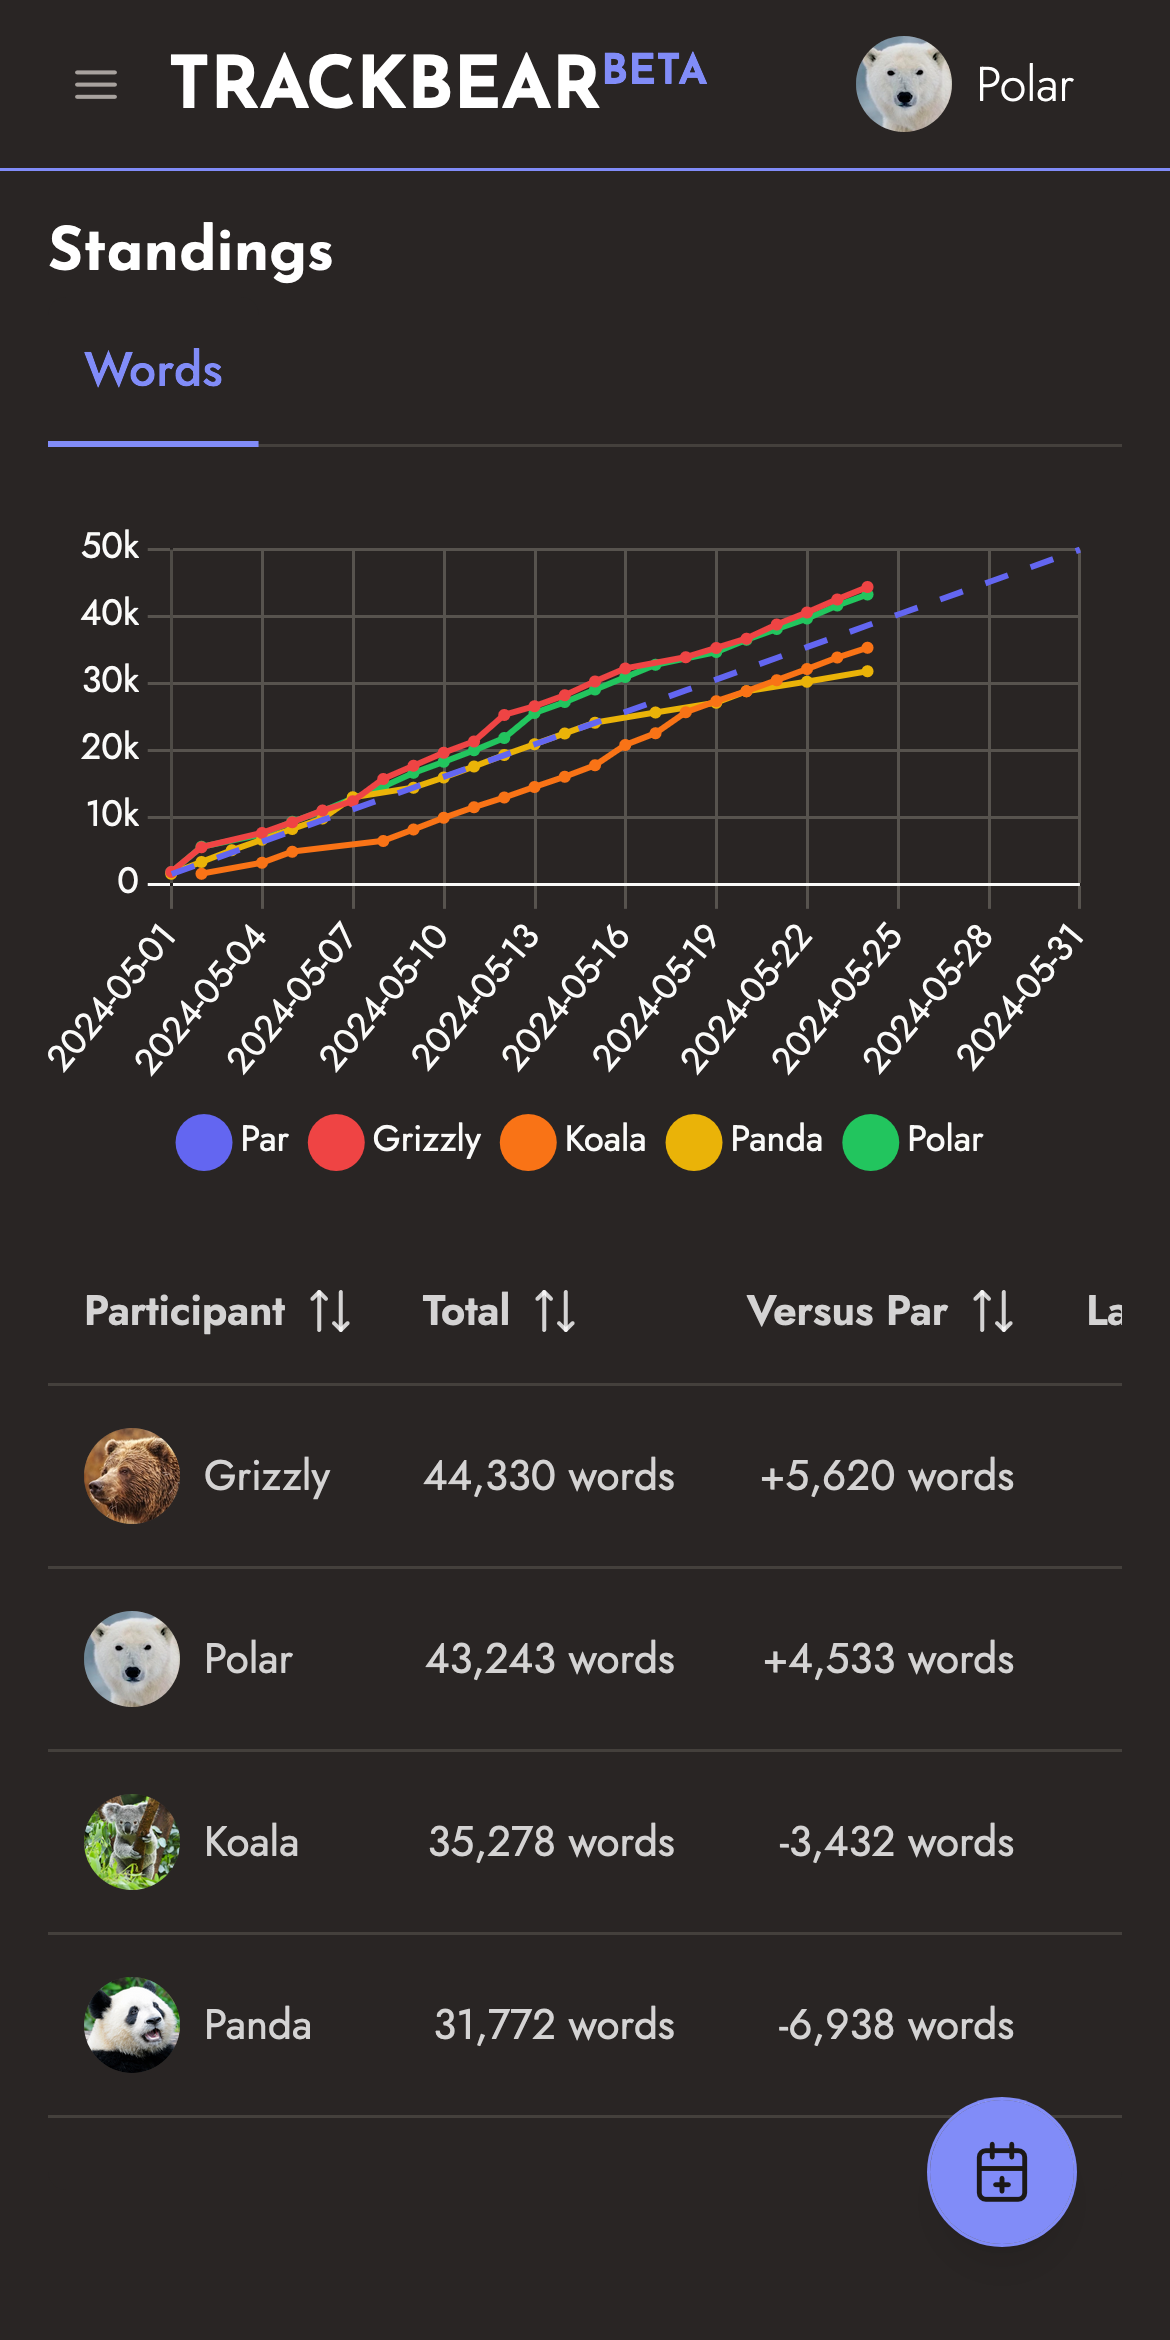 TRACKBEAR BETA
Polar
Standings
Words
50k
40k
30k
20k
10k
0
2024-05-01
2024-05-04
2024-05-07
2024-05-10
2024-05-13
2024-05-16
2024-05-19
2024-05-22
2024-05-25
2024-05-28
2024-05-31
Par Grizzly Koala Panda Polar
Participant Total Versus Par La
Grizzly 44,330 words +5,620 words
Polar 43,243 words +4,533 words
Koala 35,278 words -3,432 words
Panda 31,772 words -6,938 words